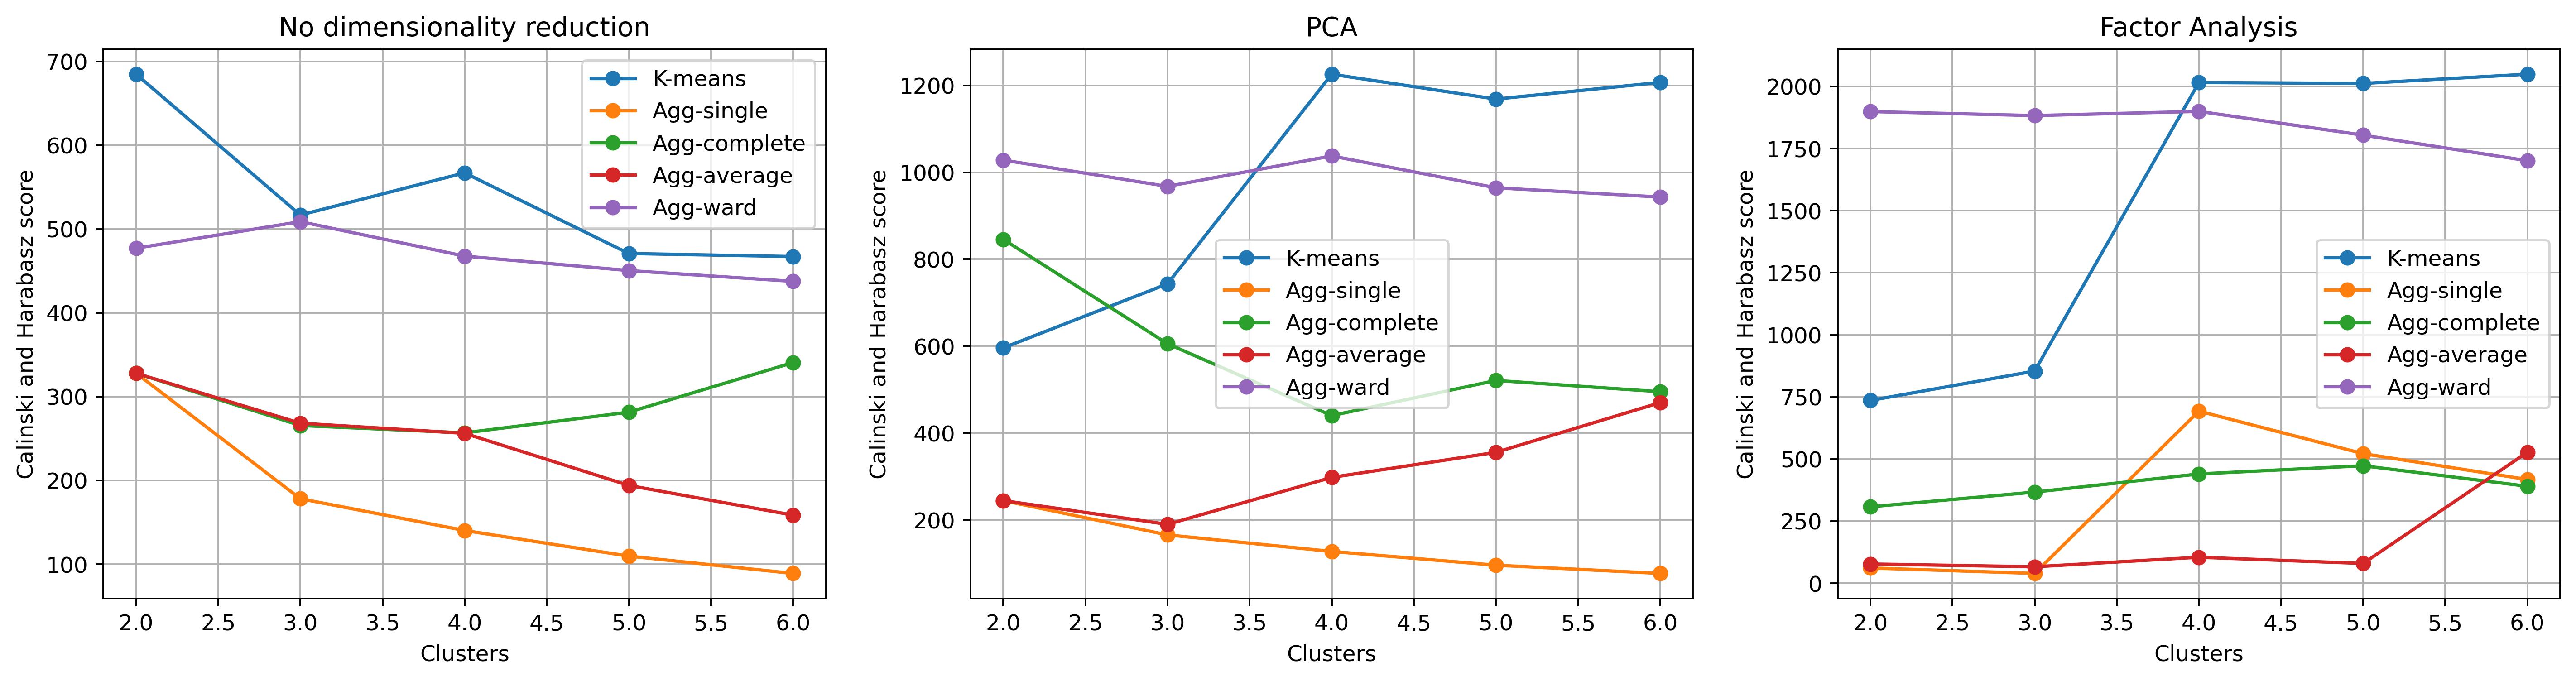 No dimensionality reduction
Calinski and Harabasz score
700
600
500
400
300
200
100
K-means
Agg-single
Agg-complete
Agg-average
Agg-ward
2.0 2.5 3.0 3.5 4.0 4.5 5.0 5.5 6.0
Clusters
PCA
Calinski and Harabasz score
1200
1000
800
600
400
200
K-means
Agg-single
Agg-complete
Agg-average
Agg-ward
2.0 2.5 3.0 3.5 4.0 4.5 5.0 5.5 6.0
Clusters
Factor Analysis
Calinski and Harabasz score
2000
1750
1500
1250
1000
750
500
250
0
K-means
Agg-single
Agg-complete
Agg-average
Agg-ward
2.0 2.5 3.0 3.5 4.0 4.5 5.0 5.5 6.0
Clusters